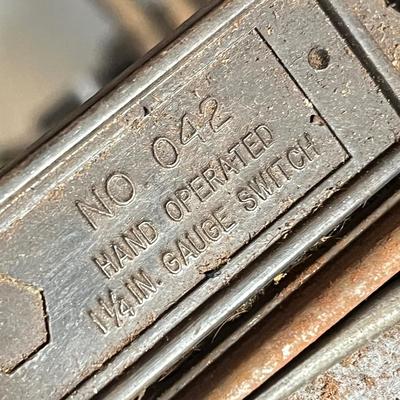 NO. 042
HAND OPERATED
1¼ IN. GAUGE SWITCH